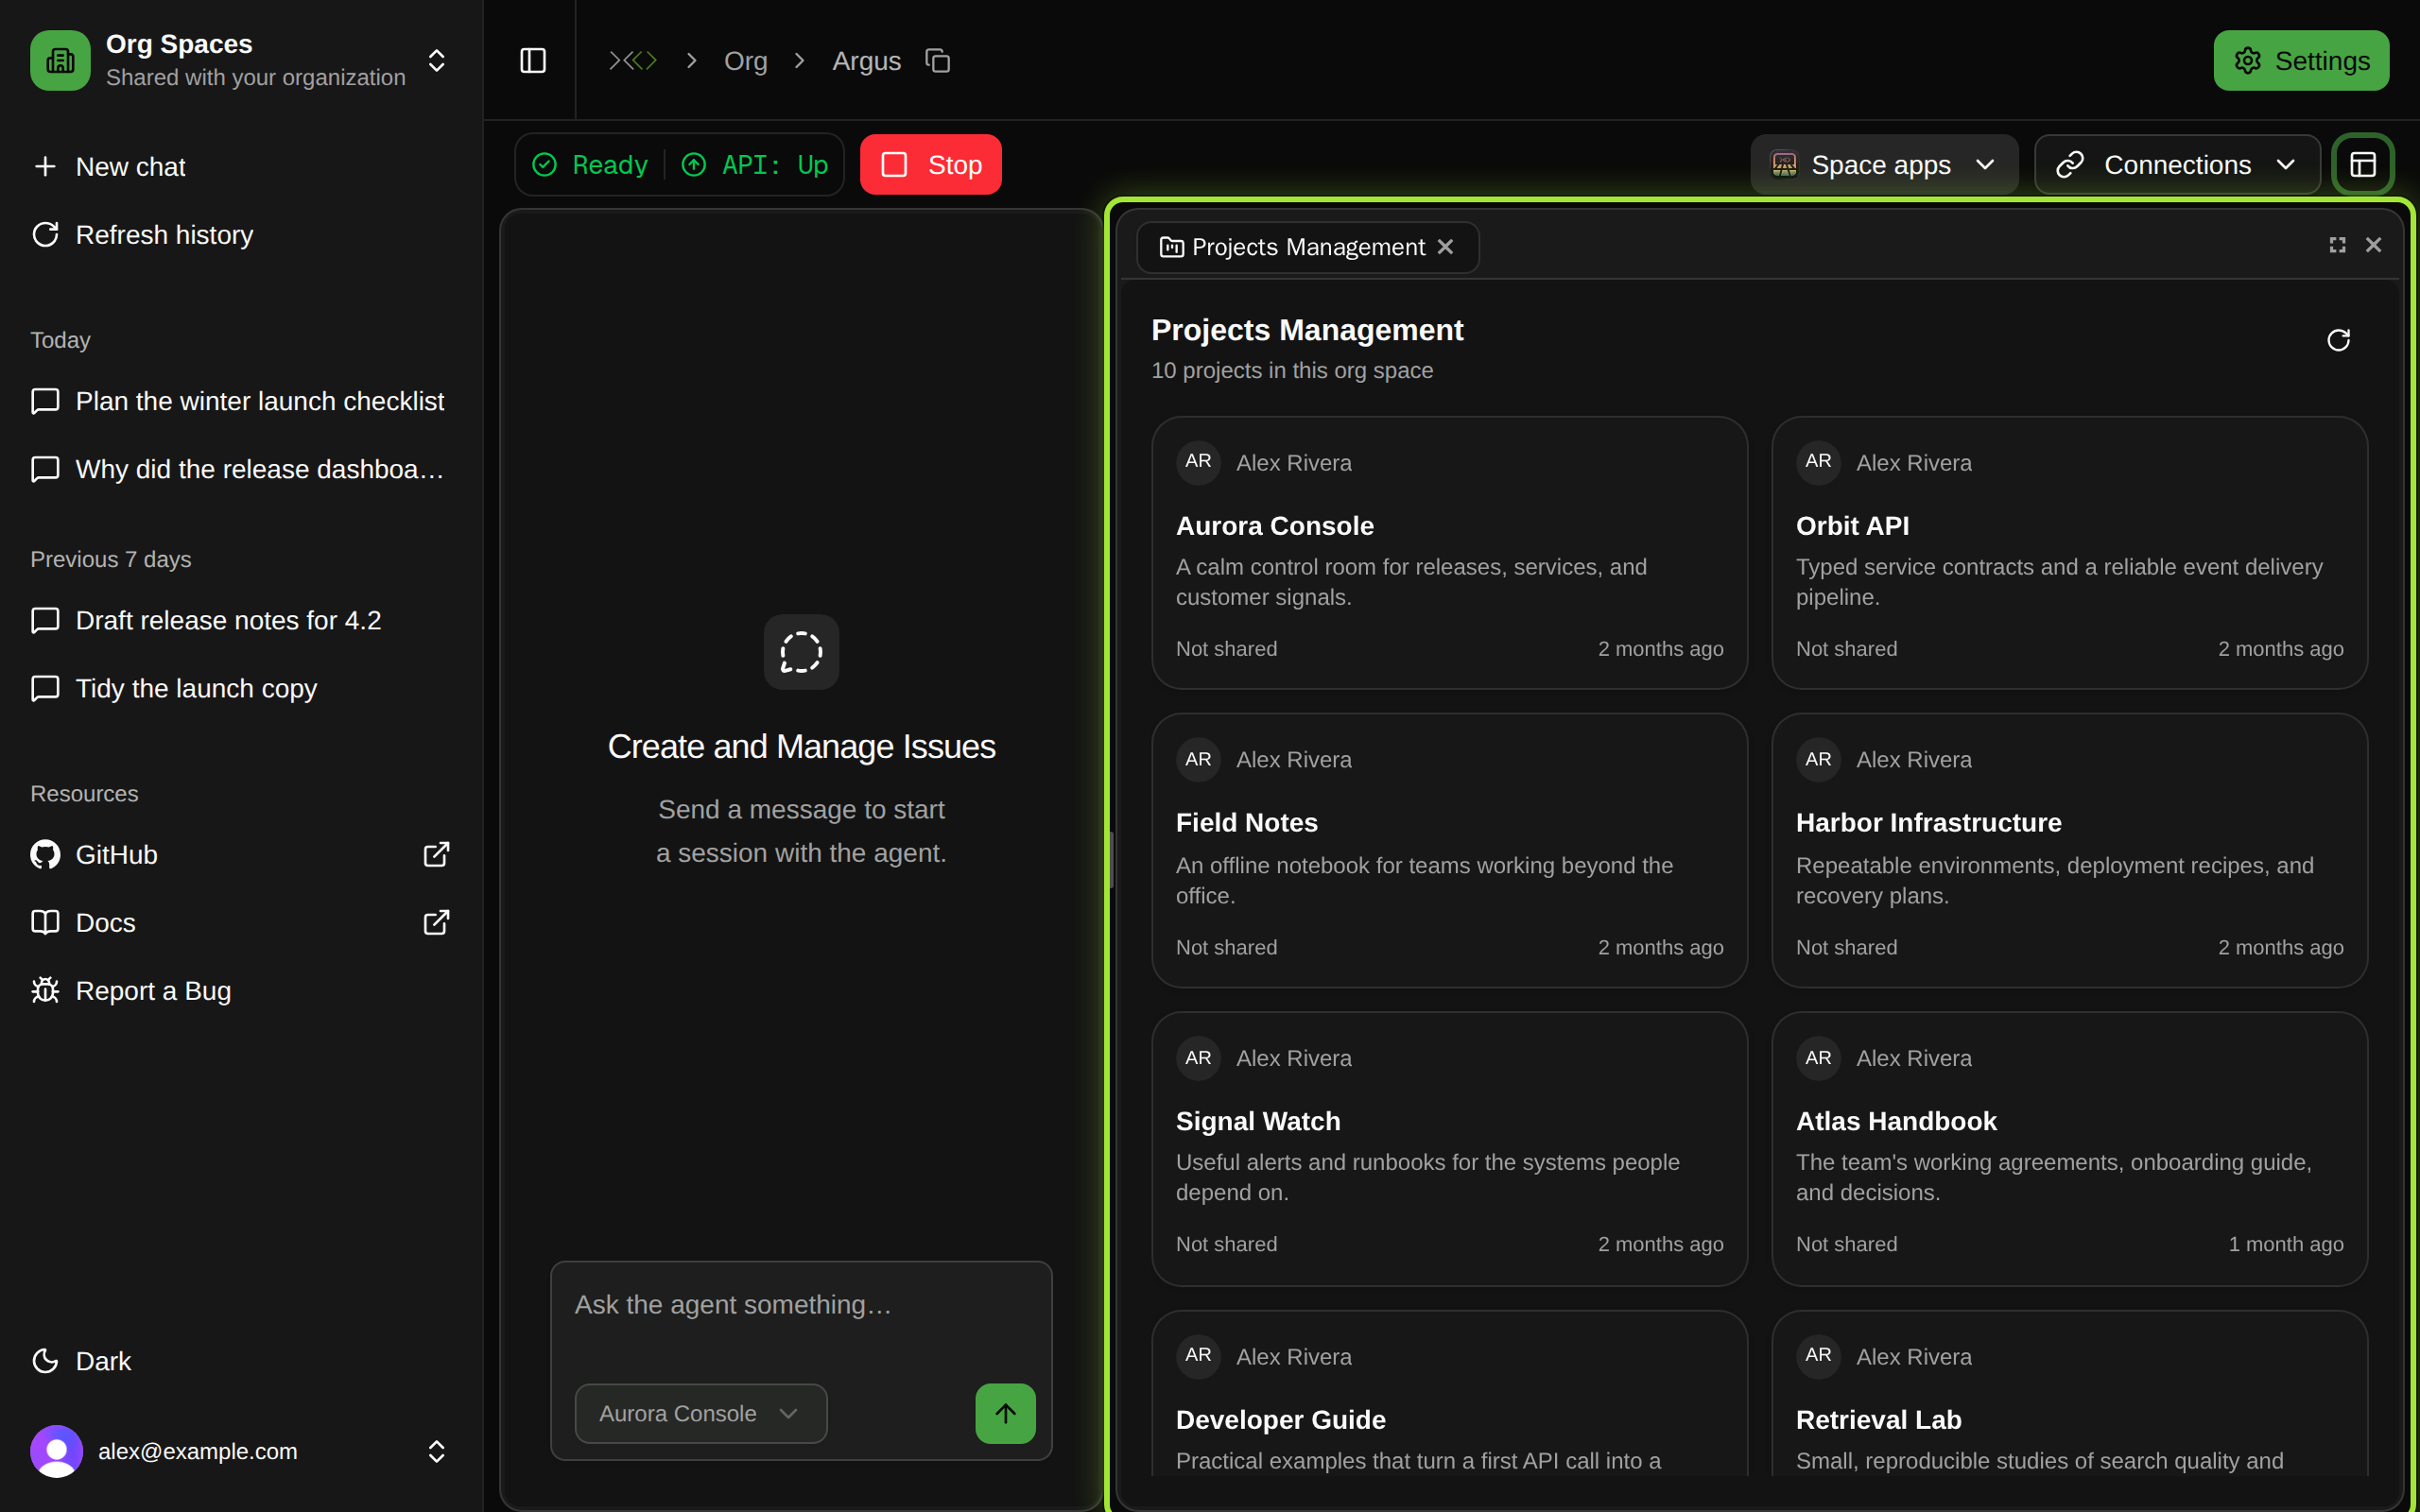 Org Spaces
Shared with your organization
New chat
Refresh history
Today
Plan the winter launch checklist
Why did the release dashboa…
Previous 7 days
Draft release notes for 4.2
Tidy the launch copy
Resources
GitHub
Docs
Report a Bug
Dark
alex@example.com
Org
Argus
Settings
Ready
API: Up
Stop
Space apps
Connections
Create and Manage Issues
Send a message to start
a session with the agent.
Ask the agent something…
Aurora Console
Projects Management
Projects Management
10 projects in this org space
AR Alex Rivera
Aurora Console
A calm control room for releases, services, and
customer signals.
Not shared 2 months ago
AR Alex Rivera
Orbit API
Typed service contracts and a reliable event delivery
pipeline.
Not shared 2 months ago
AR Alex Rivera
Field Notes
An offline notebook for teams working beyond the
office.
Not shared 2 months ago
AR Alex Rivera
Harbor Infrastructure
Repeatable environments, deployment recipes, and
recovery plans.
Not shared 2 months ago
AR Alex Rivera
Signal Watch
Useful alerts and runbooks for the systems people
depend on.
Not shared 2 months ago
AR Alex Rivera
Atlas Handbook
The team's working agreements, onboarding guide,
and decisions.
Not shared 1 month ago
AR Alex Rivera
Developer Guide
Practical examples that turn a first API call into a
AR Alex Rivera
Retrieval Lab
Small, reproducible studies of search quality and